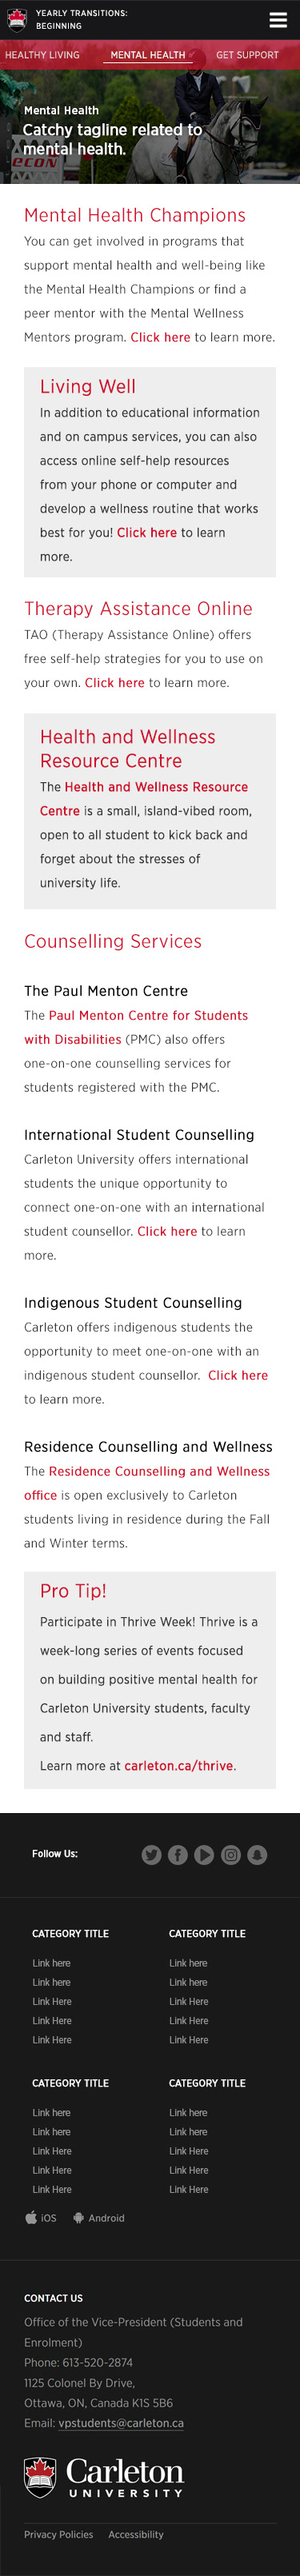 YEARLY TRANSITIONS:
BEGINNING
HEALTHY LIVING MENTAL HEALTH GET SUPPORT
Mental Health
Catchy tagline related to
mental health.
Mental Health Champions
You can get involved in programs that
support mental health and well-being like
the Mental Health Champions or find a
peer mentor with the Mental Wellness
Mentors program. Click here to learn more.
Living Well
In addition to educational information
and on campus services, you can also
access online self-help resources
from your phone or computer and
develop a wellness routine that works
best for you! Click here to learn
more.
Therapy Assistance Online
TAO (Therapy Assistance Online) offers
free self-help strategies for you to use on
your own. Click here to learn more.
Health and Wellness
Resource Centre
The Health and Wellness Resource
Centre is a small, island-vibed room,
open to all student to kick back and
forget about the stresses of
university life.
Counselling Services
The Paul Menton Centre
The Paul Menton Centre for Students
with Disabilities (PMC) also offers
one-on-one counselling services for
students registered with the PMC.
International Student Counselling
Carleton University offers international
students the unique opportunity to
connect one-on-one with an international
student counsellor. Click here to learn
more.
Indigenous Student Counselling
Carleton offers indigenous students the
opportunity to meet one-on-one with an
indigenous student counsellor. Click here
to learn more.
Residence Counselling and Wellness
The Residence Counselling and Wellness
office is open exclusively to Carleton
students living in residence during the Fall
and Winter terms.
Pro Tip!
Participate in Thrive Week! Thrive is a
week-long series of events focused
on building positive mental health for
Carleton University students, faculty
and staff.
Learn more at carleton.ca/thrive.
Follow Us:
CATEGORY TITLE CATEGORY TITLE
Link here Link here
Link here Link here
Link Here Link Here
Link Here Link Here
Link Here Link Here
CATEGORY TITLE CATEGORY TITLE
Link here Link here
Link here Link here
Link Here Link Here
Link Here Link Here
Link Here Link Here
iOS Android
CONTACT US
Office of the Vice-President (Students and
Enrolment)
Phone: 613-520-2874
1125 Colonel By Drive,
Ottawa, ON, Canada K1S 5B6
Email: vpstudents@carleton.ca
Carleton
UNIVERSITY
Privacy Policies Accessibility